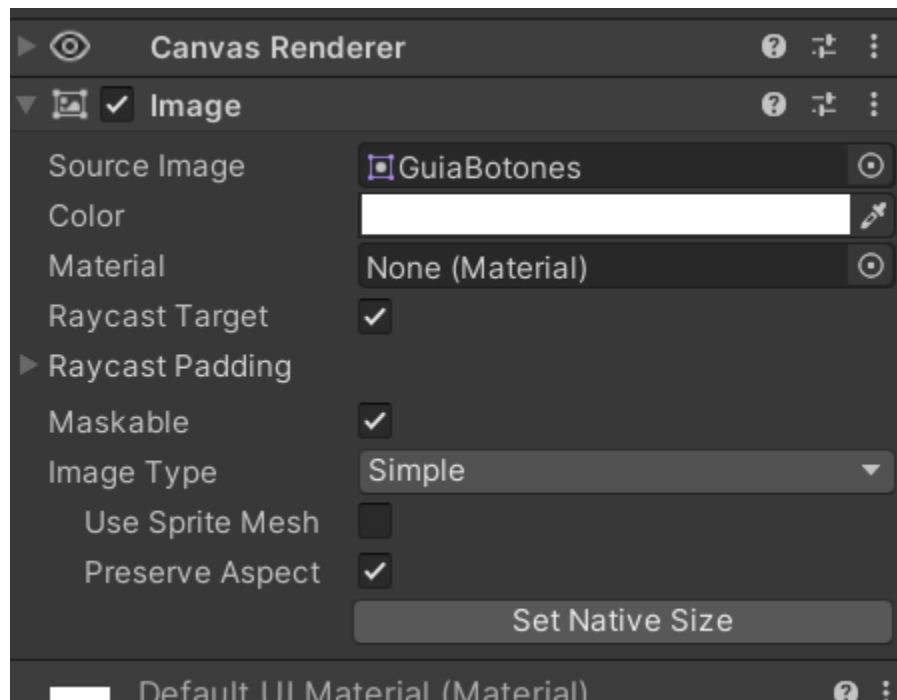 Canvas Renderer
Image
Source Image GuiaBotones
Color
Material None (Material)
Raycast Target
Raycast Padding
Maskable
Image Type Simple
Use Sprite Mesh
Preserve Aspect
Set Native Size
Default UI Material (Material)